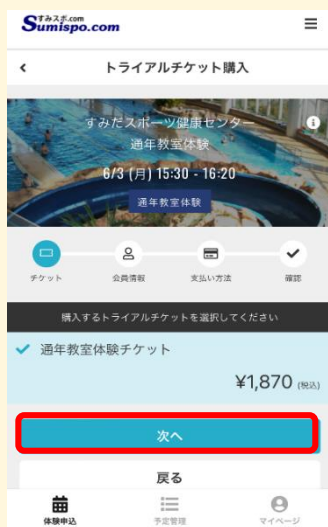 すみスポ.com
Sumispo.com
トライアルチケット購入
すみだスポーツ健康センター
通年教室体験
6/3 (月) 15:30 - 16:20
通年教室体験
チケット 会員情報 支払い方法 確認
購入するトライアルチケットを選択してください
通年教室体験チケット
¥1,870 (税込)
次へ
戻る
体験申込 予定管理 マイページ